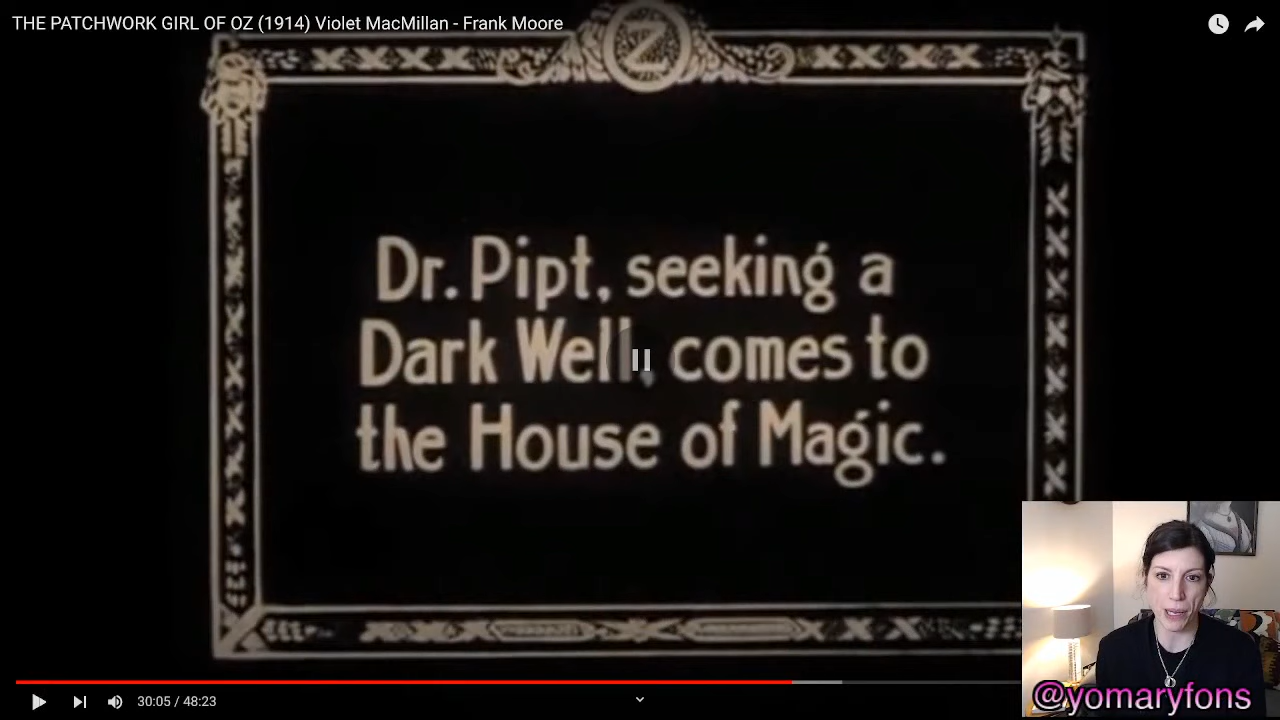 THE PATCHWORK GIRL OF OZ (1914) Violet MacMillan - Frank Moore
OZ
Dr. Pipt, seeking a
Dark Well, comes to
the House of Magic.
30:05 / 48:23
@yomaryfons